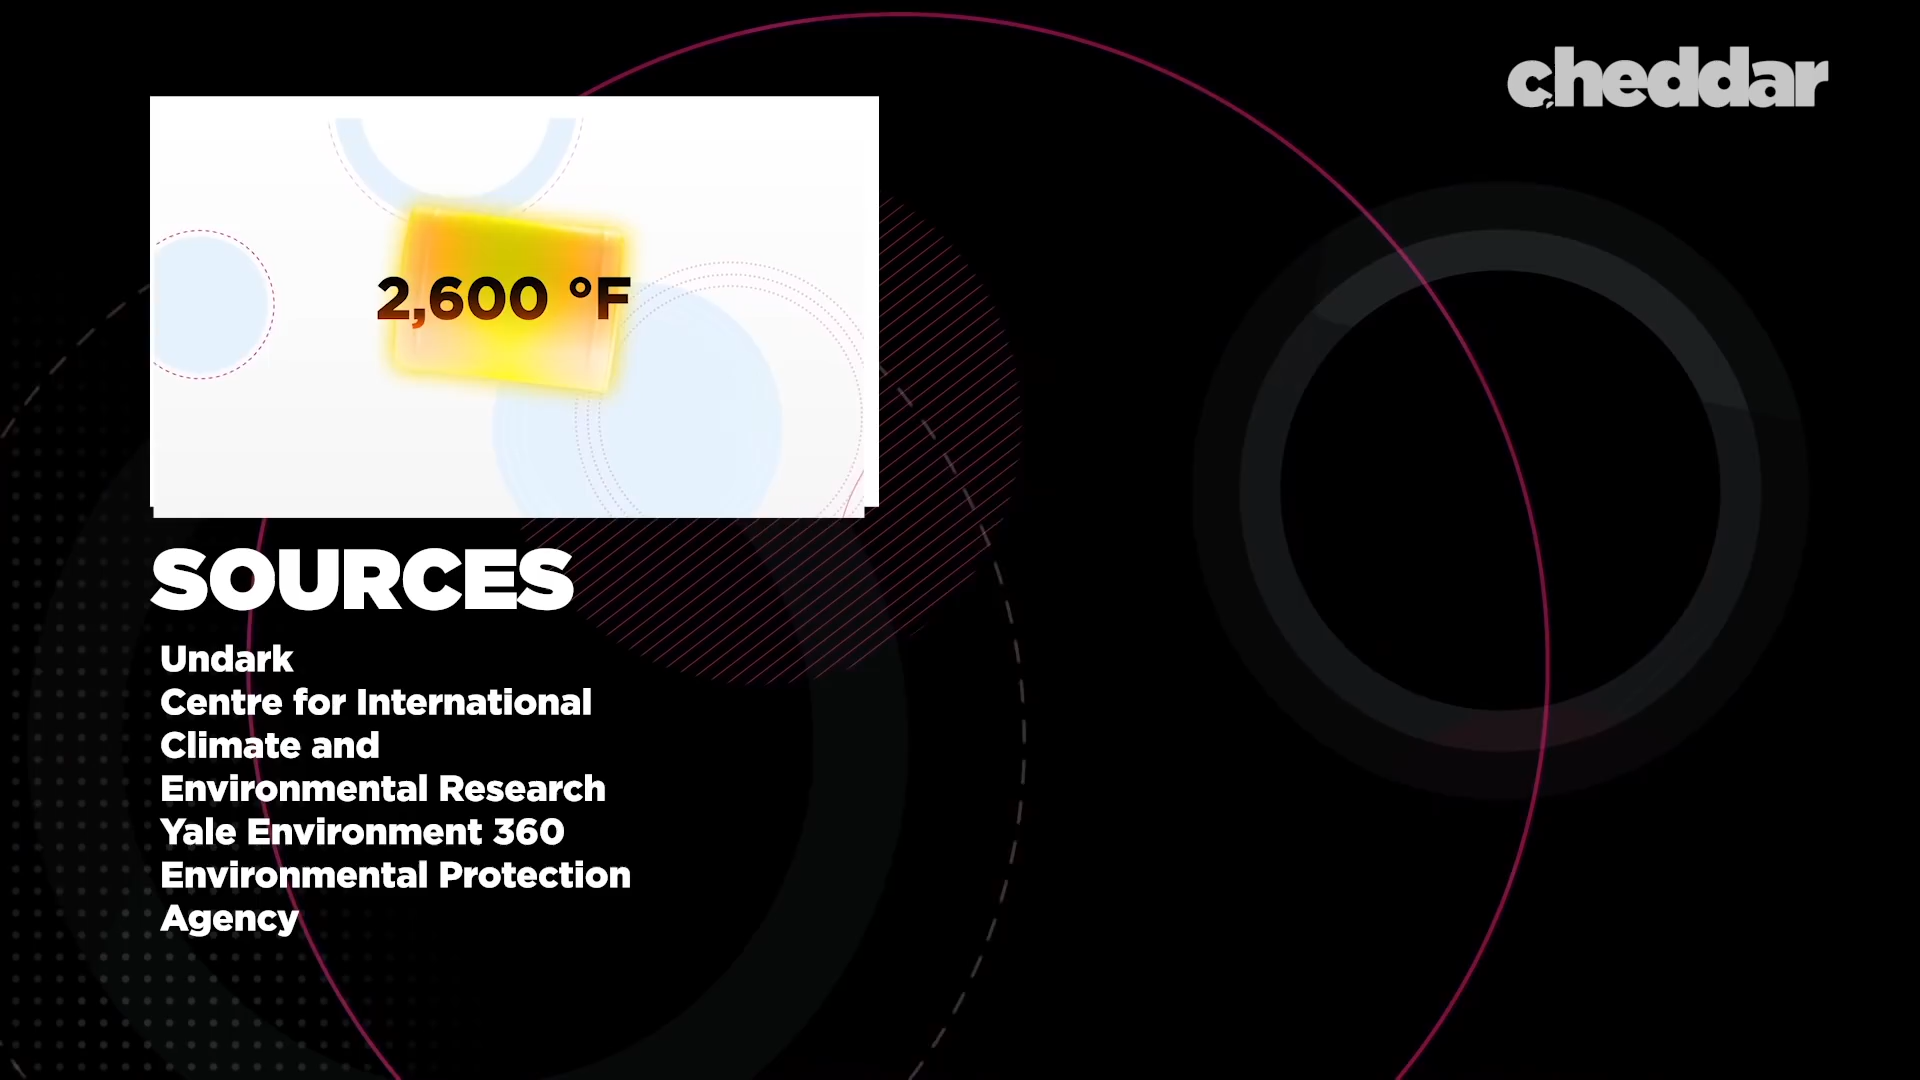 cheddar
2,600 °F
SOURCES
Undark
Centre for International
Climate and
Environmental Research
Yale Environment 360
Environmental Protection
Agency